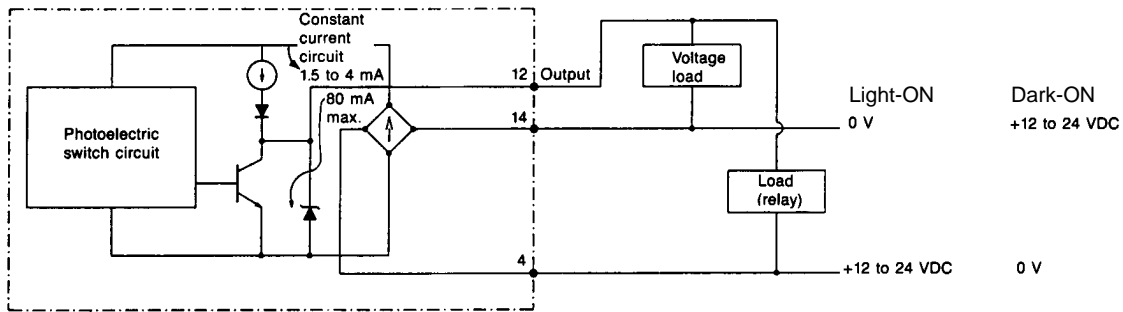 Constant
current
circuit
1.5 to 4 mA
80 mA
max.
Photoelectric
switch circuit
12 Output
14
4
Voltage
load
Load
(relay)
Light-ON Dark-ON
0 V +12 to 24 VDC
+12 to 24 VDC 0 V